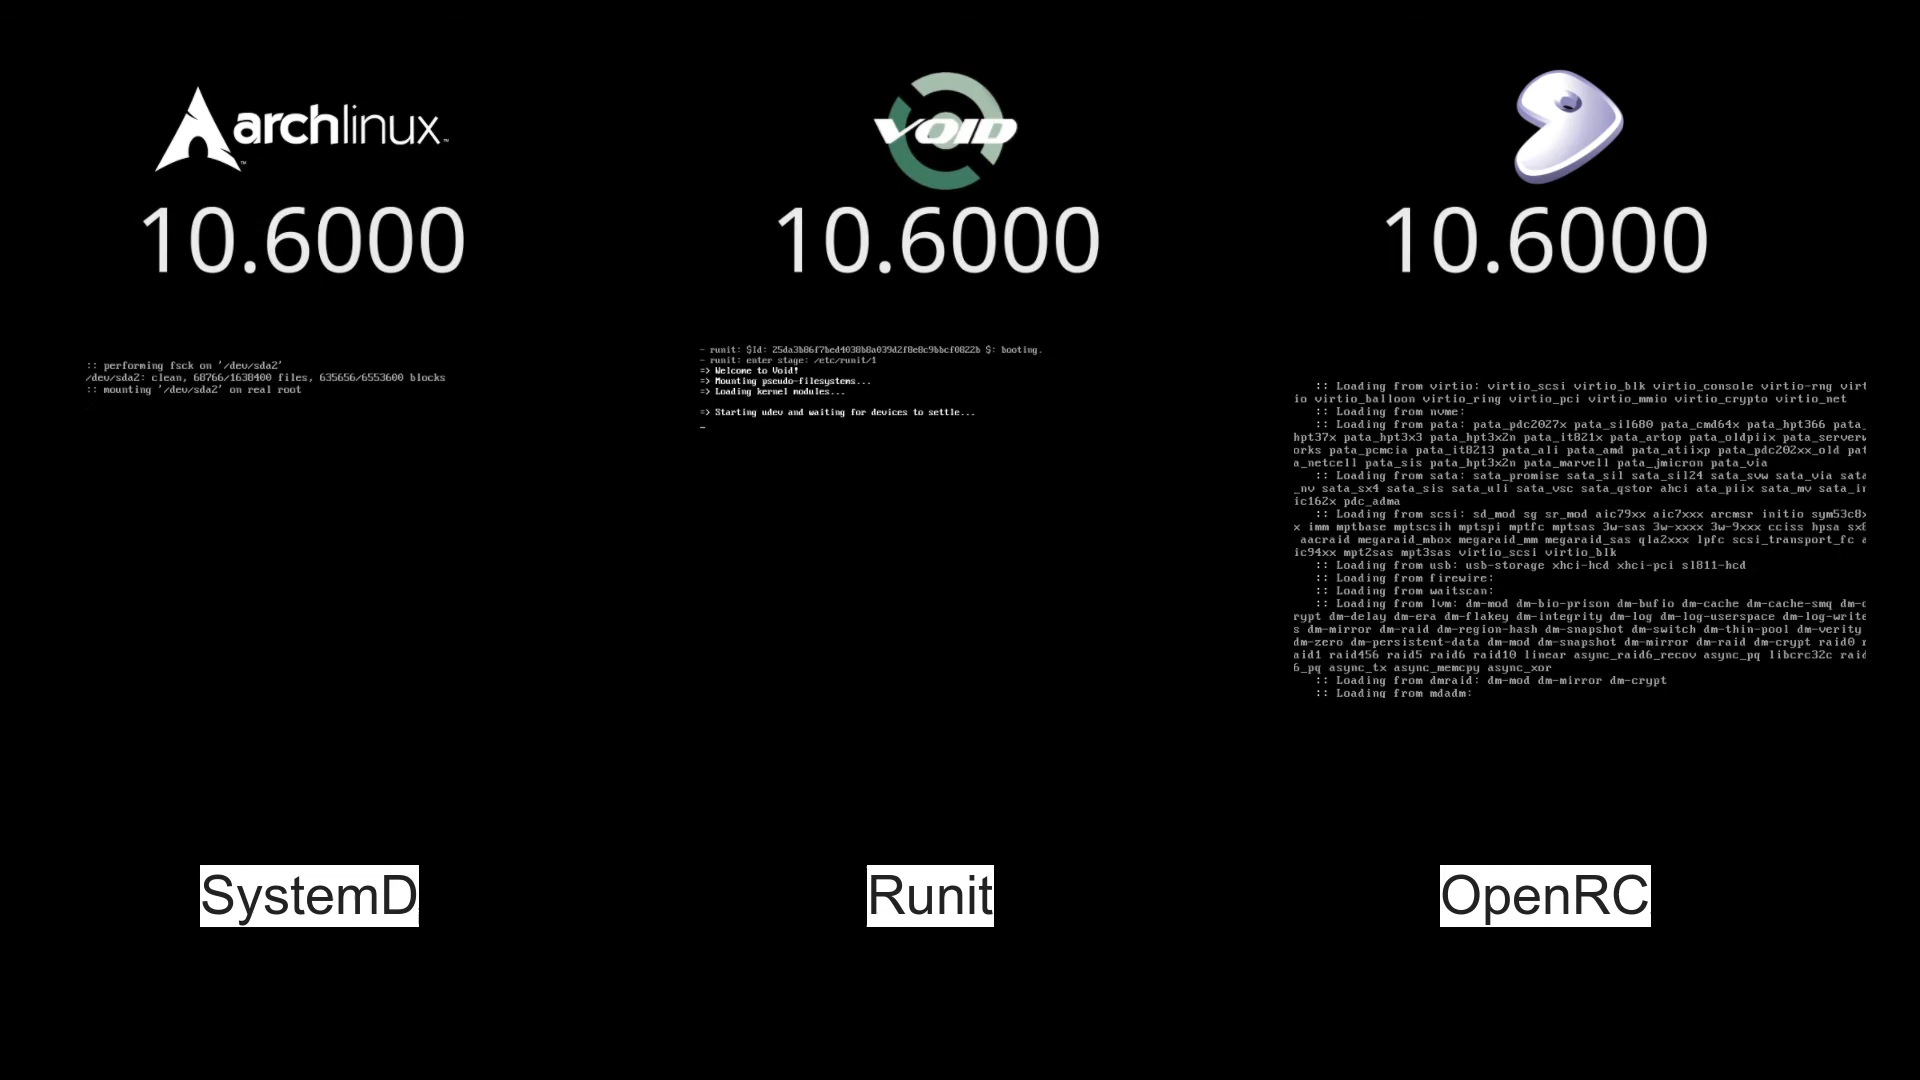 archlinux™
™
10.6000
:: performing fsck on '/dev/sda2'
/dev/sda2: clean, 68766/1638400 files, 635656/6553600 blocks
:: mounting '/dev/sda2' on real root
SystemD
VOID
10.6000
- runit: $Id: 25da3b86f7bed4038b8a039d2f8e8c9bbcf0822b $: booting.
- runit: enter stage: /etc/runit/1
=> Welcome to Void!
=> Mounting pseudo-filesystems...
=> Loading kernel modules...
=> Starting udev and waiting for devices to settle...
_
Runit
10.6000
:: Loading from virtio: virtio_scsi virtio_blk virtio_console virtio-rng virt
io virtio_balloon virtio_ring virtio_pci virtio_mmio virtio_crypto virtio_net
:: Loading from nvme:
:: Loading from pata: pata_pdc2027x pata_sil680 pata_cmd64x pata_hpt366 pata_
hpt37x pata_hpt3x3 pata_hpt3x2n pata_it821x pata_artop pata_oldpiix pata_serverw
orks pata_pcmcia pata_it8213 pata_ali pata_amd pata_atiixp pata_pdc202xx_old pat
a_netcell pata_sis pata_hpt3x2n pata_marvell pata_jmicron pata_via
:: Loading from sata: sata_promise sata_sil sata_sil24 sata_svw sata_via sata
_nv sata_sx4 sata_sis sata_uli sata_vsc sata_qstor ahci ata_piix sata_mv sata_in
ic162x pdc_adma
:: Loading from scsi: sd_mod sg sr_mod aic79xx aic7xxx arcmsr initio sym53c8x
x imm mptbase mptscsih mptspi mptfc mptsas 3w-sas 3w-xxxx 3w-9xxx cciss hpsa sx8
aacraid megaraid_mbox megaraid_mm megaraid_sas qla2xxx lpfc scsi_transport_fc a
ic94xx mpt2sas mpt3sas virtio_scsi virtio_blk
:: Loading from usb: usb-storage xhci-hcd xhci-pci sl811-hcd
:: Loading from firewire:
:: Loading from waitscan:
:: Loading from lvm: dm-mod dm-bio-prison dm-bufio dm-cache dm-cache-smq dm-c
rypt dm-delay dm-era dm-flakey dm-integrity dm-log dm-log-userspace dm-log-write
s dm-mirror dm-raid dm-region-hash dm-snapshot dm-switch dm-thin-pool dm-verity
dm-zero dm-persistent-data dm-mod dm-snapshot dm-mirror dm-raid dm-crypt raid0 r
aid1 raid456 raid5 raid6 raid10 linear async_raid6_recov async_pq libcrc32c raid
6_pq async_tx async_memcpy async_xor
:: Loading from dmraid: dm-mod dm-mirror dm-crypt
:: Loading from mdadm:
OpenRC